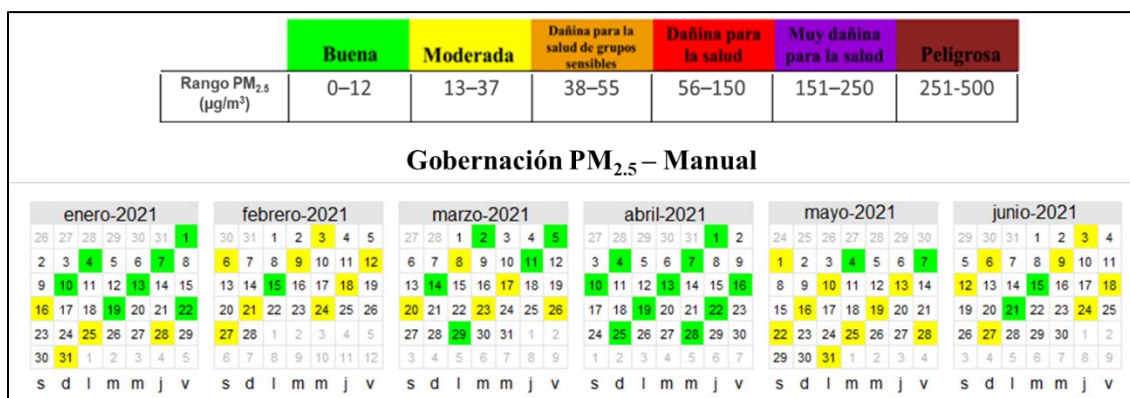 Buena Moderada Dañina para la salud de grupos sensibles Dañina para la salud Muy dañina para la salud Peligrosa
Rango PM2.5 (µg/m³) 0–12 13–37 38–55 56–150 151–250 251-500
Gobernación PM2.5 – Manual
enero-2021
26 27 28 29 30 31 1
2 3 4 5 6 7 8
9 10 11 12 13 14 15
16 17 18 19 20 21 22
23 24 25 26 27 28 29
30 31 1 2 3 4 5
s d l m m j v
febrero-2021
30 31 1 2 3 4 5
6 7 8 9 10 11 12
13 14 15 16 17 18 19
20 21 22 23 24 25 26
27 28 1 2 3 4 5
6 7 8 9 10 11 12
s d l m m j v
marzo-2021
27 28 1 2 3 4 5
6 7 8 9 10 11 12
13 14 15 16 17 18 19
20 21 22 23 24 25 26
27 28 29 30 31 1 2
3 4 5 6 7 8 9
s d l m m j v
abril-2021
27 28 29 30 31 1 2
3 4 5 6 7 8 9
10 11 12 13 14 15 16
17 18 19 20 21 22 23
24 25 26 27 28 29 30
1 2 3 4 5 6 7
s d l m m j v
mayo-2021
24 25 26 27 28 29 30
1 2 3 4 5 6 7
8 9 10 11 12 13 14
15 16 17 18 19 20 21
22 23 24 25 26 27 28
29 30 31 1 2 3 4
s d l m m j v
junio-2021
29 30 31 1 2 3 4
5 6 7 8 9 10 11
12 13 14 15 16 17 18
19 20 21 22 23 24 25
26 27 28 29 30 1 2
3 4 5 6 7 8 9
s d l m m j v